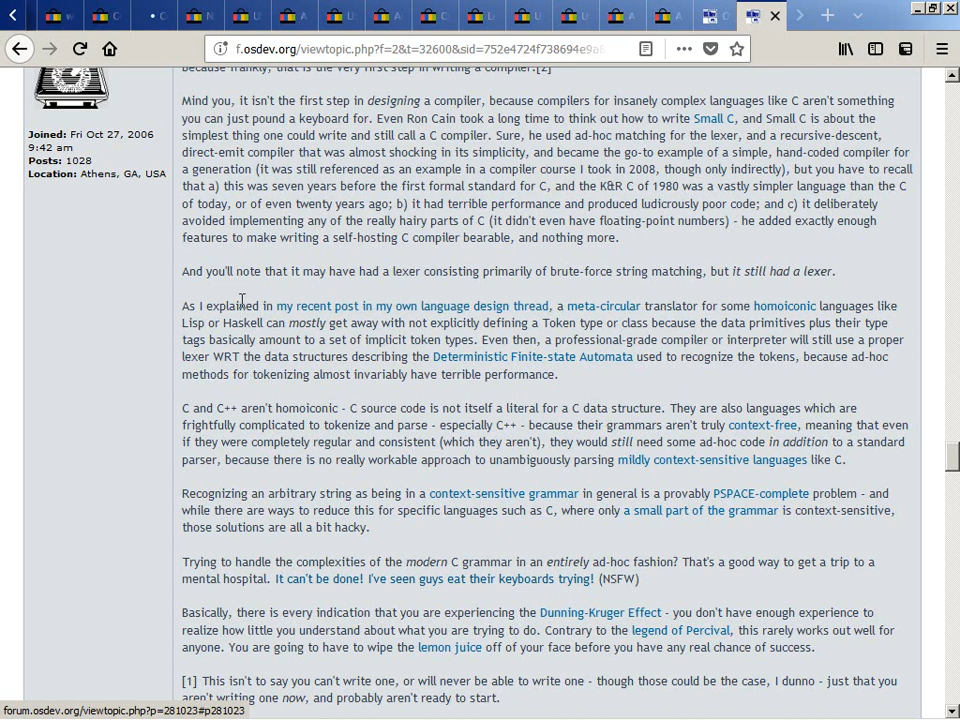 f.osdev.org/viewtopic.php?f=2&t=32600&sid=752e4724f738694e9a
because frankly, that is the very first step in writing a compiler.[2]
Mind you, it isn't the first step in designing a compiler, because compilers for insanely complex languages like C aren't something
you can just pound a keyboard for. Even Ron Cain took a long time to think out how to write Small C, and Small C is about the
simplest thing one could write and still call a C compiler. Sure, he used ad-hoc matching for the lexer, and a recursive-descent,
direct-emit compiler that was almost shocking in its simplicity, and became the go-to example of a simple, hand-coded compiler for
a generation (it was still referenced as an example in a compiler course I took in 2008, though only indirectly), but you have to recall
that a) this was seven years before the first formal standard for C, and the K&R C of 1980 was a vastly simpler language than the C
of today, or of even twenty years ago; b) it had terrible performance and produced ludicrously poor code; and c) it deliberately
avoided implementing any of the really hairy parts of C (it didn't even have floating-point numbers) - he added exactly enough
features to make writing a self-hosting C compiler bearable, and nothing more.
Joined: Fri Oct 27, 2006
9:42 am
Posts: 1028
Location: Athens, GA, USA
And you'll note that it may have had a lexer consisting primarily of brute-force string matching, but it still had a lexer.
As I explained in my recent post in my own language design thread, a meta-circular translator for some homoiconic languages like
Lisp or Haskell can mostly get away with not explicitly defining a Token type or class because the data primitives plus their type
tags basically amount to a set of implicit token types. Even then, a professional-grade compiler or interpreter will still use a proper
lexer WRT the data structures describing the Deterministic Finite-state Automata used to recognize the tokens, because ad-hoc
methods for tokenizing almost invariably have terrible performance.
C and C++ aren't homoiconic - C source code is not itself a literal for a C data structure. They are also languages which are
frightfully complicated to tokenize and parse - especially C++ - because their grammars aren't truly context-free, meaning that even
if they were completely regular and consistent (which they aren't), they would still need some ad-hoc code in addition to a standard
parser, because there is no really workable approach to unambiguously parsing mildly context-sensitive languages like C.
Recognizing an arbitrary string as being in a context-sensitive grammar in general is a provably PSPACE-complete problem - and
while there are ways to reduce this for specific languages such as C, where only a small part of the grammar is context-sensitive,
those solutions are all a bit hacky.
Trying to handle the complexities of the modern C grammar in an entirely ad-hoc fashion? That's a good way to get a trip to a
mental hospital. It can't be done! I've seen guys eat their keyboards trying! (NSFW)
Basically, there is every indication that you are experiencing the Dunning-Kruger Effect - you don't have enough experience to
realize how little you understand about what you are trying to do. Contrary to the legend of Percival, this rarely works out well for
anyone. You are going to have to wipe the lemon juice off of your face before you have any real chance of success.
[1] This isn't to say you can't write one, or will never be able to write one - though those could be the case, I dunno - just that you
aren't writing one now, and probably aren't ready to start.
forum.osdev.org/viewtopic.php?p=281023#p281023